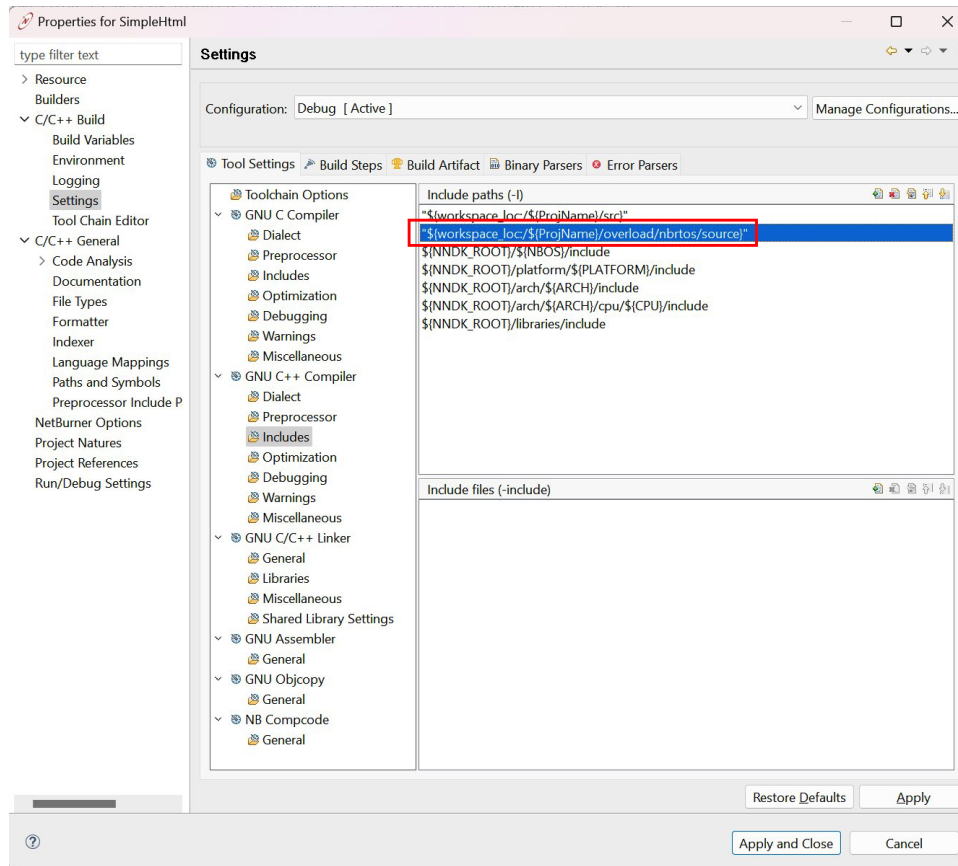 Properties for SimpleHtml
type filter text
Resource
Builders
C/C++ Build
Build Variables
Environment
Logging
Settings
Tool Chain Editor
C/C++ General
Code Analysis
Documentation
File Types
Formatter
Indexer
Language Mappings
Paths and Symbols
Preprocessor Include P
NetBurner Options
Project Natures
Project References
Run/Debug Settings
Settings
Configuration: Debug [ Active ]
Manage Configurations...
Tool Settings Build Steps Build Artifact Binary Parsers Error Parsers
Toolchain Options
GNU C Compiler
Dialect
Preprocessor
Includes
Optimization
Debugging
Warnings
Miscellaneous
GNU C++ Compiler
Dialect
Preprocessor
Includes
Optimization
Debugging
Warnings
Miscellaneous
GNU C/C++ Linker
General
Libraries
Miscellaneous
Shared Library Settings
GNU Assembler
General
GNU Objcopy
General
NB Compcode
General
Include paths (-I)
"${workspace_loc:/${ProjName}/src}"
"${workspace_loc:/${ProjName}/overload/nbrtos/source}"
${NNDK_ROOT}/${NBOS}/include
${NNDK_ROOT}/platform/${PLATFORM}/include
${NNDK_ROOT}/arch/${ARCH}/include
${NNDK_ROOT}/arch/${ARCH}/cpu/${CPU}/include
${NNDK_ROOT}/libraries/include
Include files (-include)
Restore Defaults
Apply
Apply and Close
Cancel